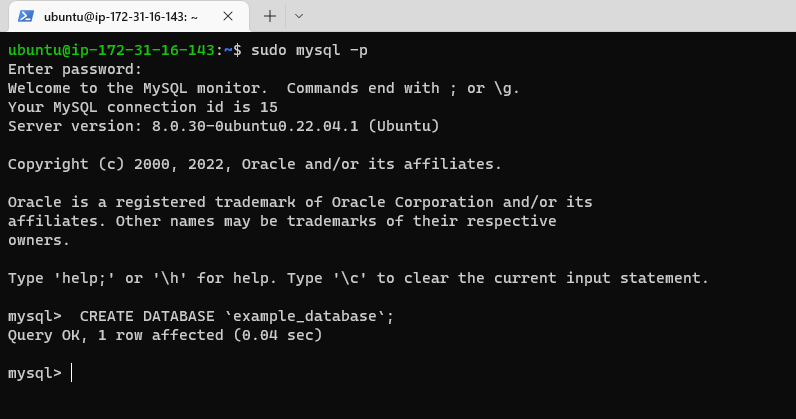 ubuntu@ip-172-31-16-143: ~
ubuntu@ip-172-31-16-143:~$ sudo mysql -p
Enter password:
Welcome to the MySQL monitor.  Commands end with ; or \g.
Your MySQL connection id is 15
Server version: 8.0.30-0ubuntu0.22.04.1 (Ubuntu)
Copyright (c) 2000, 2022, Oracle and/or its affiliates.
Oracle is a registered trademark of Oracle Corporation and/or its
affiliates. Other names may be trademarks of their respective
owners.
Type 'help;' or '\h' for help. Type '\c' to clear the current input statement.
mysql>  CREATE DATABASE `example_database`;
Query OK, 1 row affected (0.04 sec)
mysql>